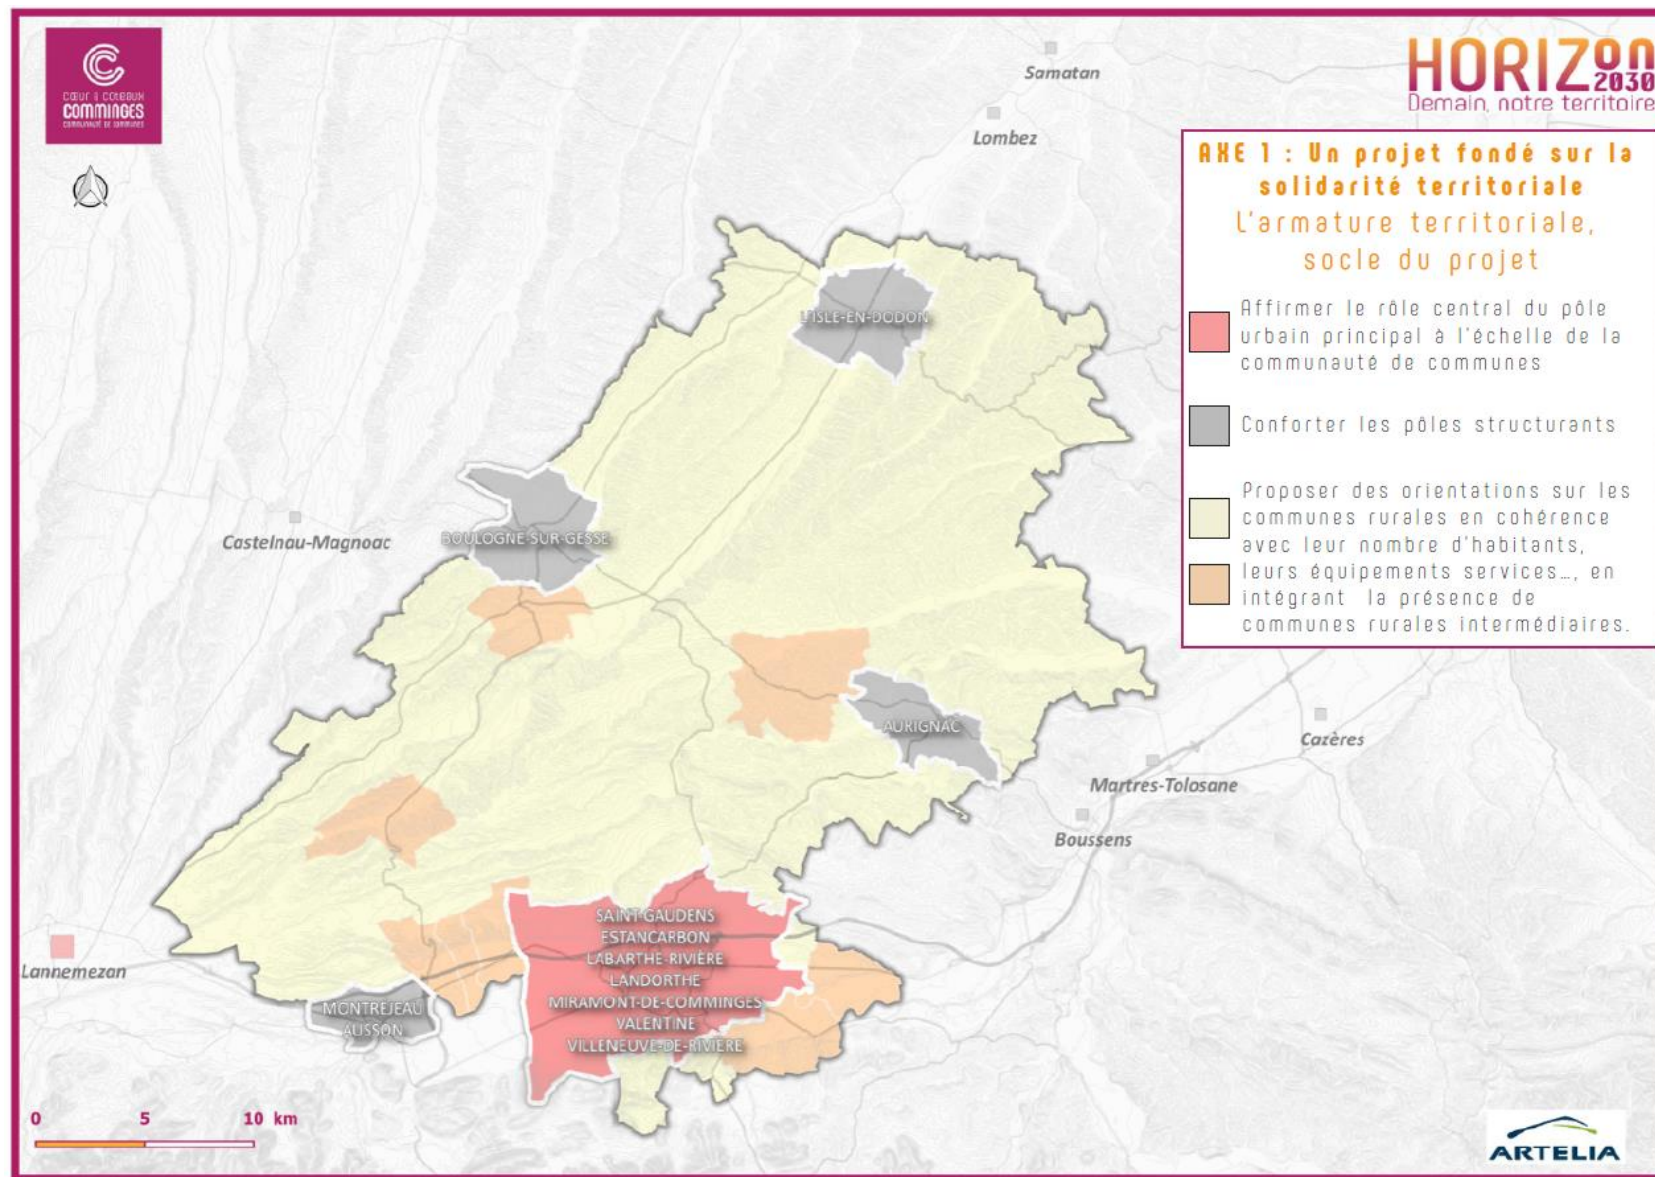 CŒUR & COTEAUX
COMMINGES
COMMUNAUTÉ DE COMMUNES
HORIZON
2030
Demain, notre territoire
AXE 1 : Un projet fondé sur la
solidarité territoriale
L'armature territoriale,
socle du projet
Affirmer le rôle central du pôle
urbain principal à l'échelle de la
communauté de communes
Conforter les pôles structurants
Proposer des orientations sur les
communes rurales en cohérence
avec leur nombre d'habitants,
leurs équipements services…, en
intégrant la présence de
communes rurales intermédiaires.
Samatan
Lombez
L'ISLE-EN-DODON
Castelnau-Magnoac
BOULOGNE-SUR-GESSE
AURIGNAC
Cazères
Martres-Tolosane
Boussens
SAINT-GAUDENS
ESTANCARBON
LABARTHE-RIVIÈRE
LANDORTHE
MIRAMONT-DE-COMMINGES
VALENTINE
VILLENEUVE-DE-RIVIÈRE
Lannemezan
MONTREJEAU
AUSSON
0 5 10 km
ARTELIA